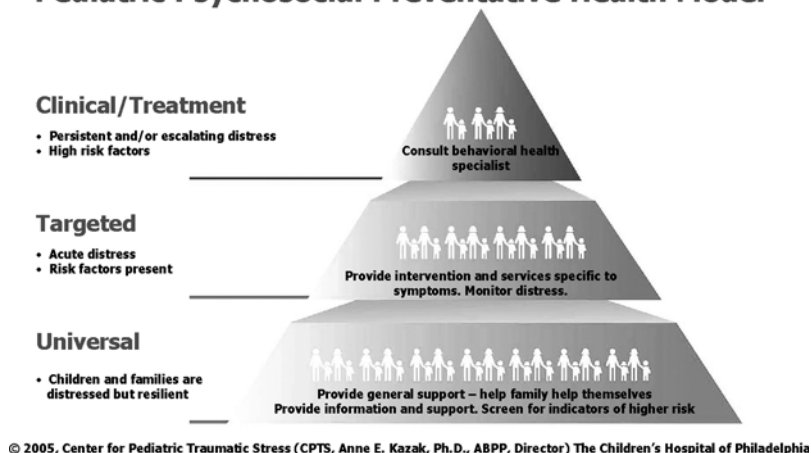 Pediatric Psychosocial Preventative Health Model
Clinical/Treatment
• Persistent and/or escalating distress
• High risk factors
Consult behavioral health
specialist
Targeted
• Acute distress
• Risk factors present
Provide intervention and services specific to
symptoms. Monitor distress.
Universal
• Children and families are
distressed but resilient
Provide general support – help family help themselves
Provide information and support. Screen for indicators of higher risk
© 2005, Center for Pediatric Traumatic Stress (CPTS, Anne E. Kazak, Ph.D., ABPP, Director) The Children's Hospital of Philadelphia